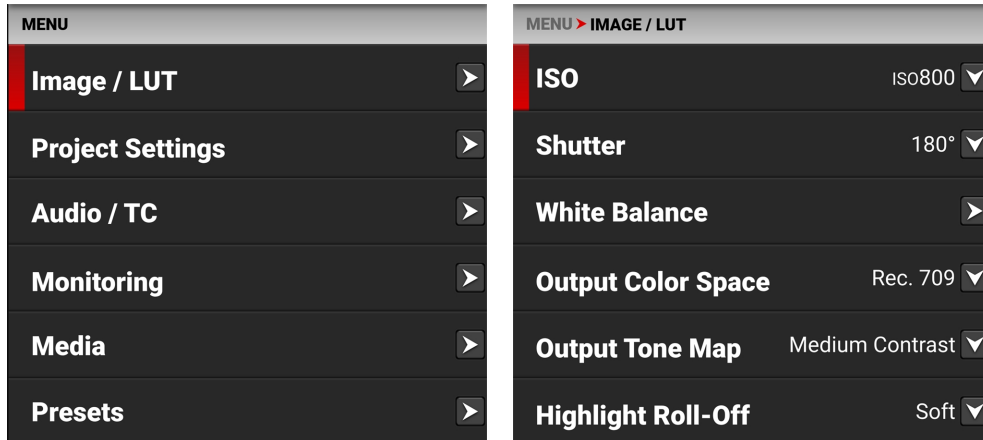 MENU
Image / LUT
Project Settings
Audio / TC
Monitoring
Media
Presets
MENU IMAGE / LUT
ISO ISO800
Shutter 180°
White Balance
Output Color Space Rec. 709
Output Tone Map Medium Contrast
Highlight Roll-Off Soft